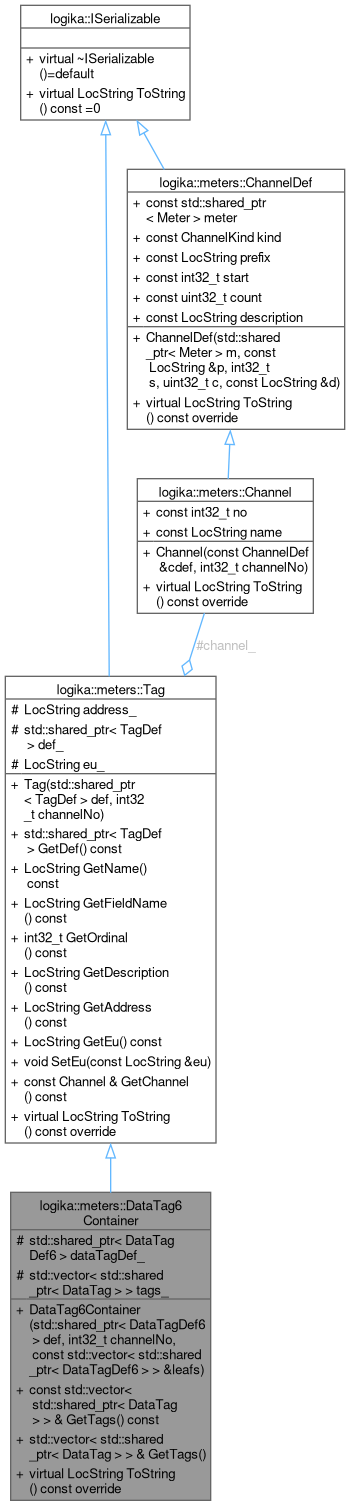 logika::ISerializable
+ virtual ~ISerializable
()=default
+ virtual LocString ToString
() const =0
logika::meters::ChannelDef
+ const std::shared_ptr
< Meter > meter
+ const ChannelKind kind
+ const LocString prefix
+ const int32_t start
+ const uint32_t count
+ const LocString description
+ ChannelDef(std::shared
_ptr< Meter > m, const
LocString &p, int32_t
s, uint32_t c, const LocString &d)
+ virtual LocString ToString
() const override
logika::meters::Channel
+ const int32_t no
+ const LocString name
+ Channel(const ChannelDef
&cdef, int32_t channelNo)
+ virtual LocString ToString
() const override
#channel_
logika::meters::Tag
# LocString address_
# std::shared_ptr< TagDef
> def_
# LocString eu_
+ Tag(std::shared_ptr
< TagDef > def, int32
_t channelNo)
+ std::shared_ptr< TagDef
> GetDef() const
+ LocString GetName()
const
+ LocString GetFieldName
() const
+ int32_t GetOrdinal
() const
+ LocString GetDescription
() const
+ LocString GetAddress
() const
+ LocString GetEu() const
+ void SetEu(const LocString &eu)
+ const Channel & GetChannel
() const
+ virtual LocString ToString
() const override
logika::meters::DataTag6
Container
# std::shared_ptr< DataTag
Def6 > dataTagDef_
# std::vector< std::shared
_ptr< DataTag > > tags_
+ DataTag6Container
(std::shared_ptr< DataTagDef6
> def, int32_t channelNo,
const std::vector< std::shared
_ptr< DataTagDef6 > > &leafs)
+ const std::vector<
std::shared_ptr< DataTag
> > & GetTags() const
+ std::vector< std::shared
_ptr< DataTag > > & GetTags()
+ virtual LocString ToString
() const override